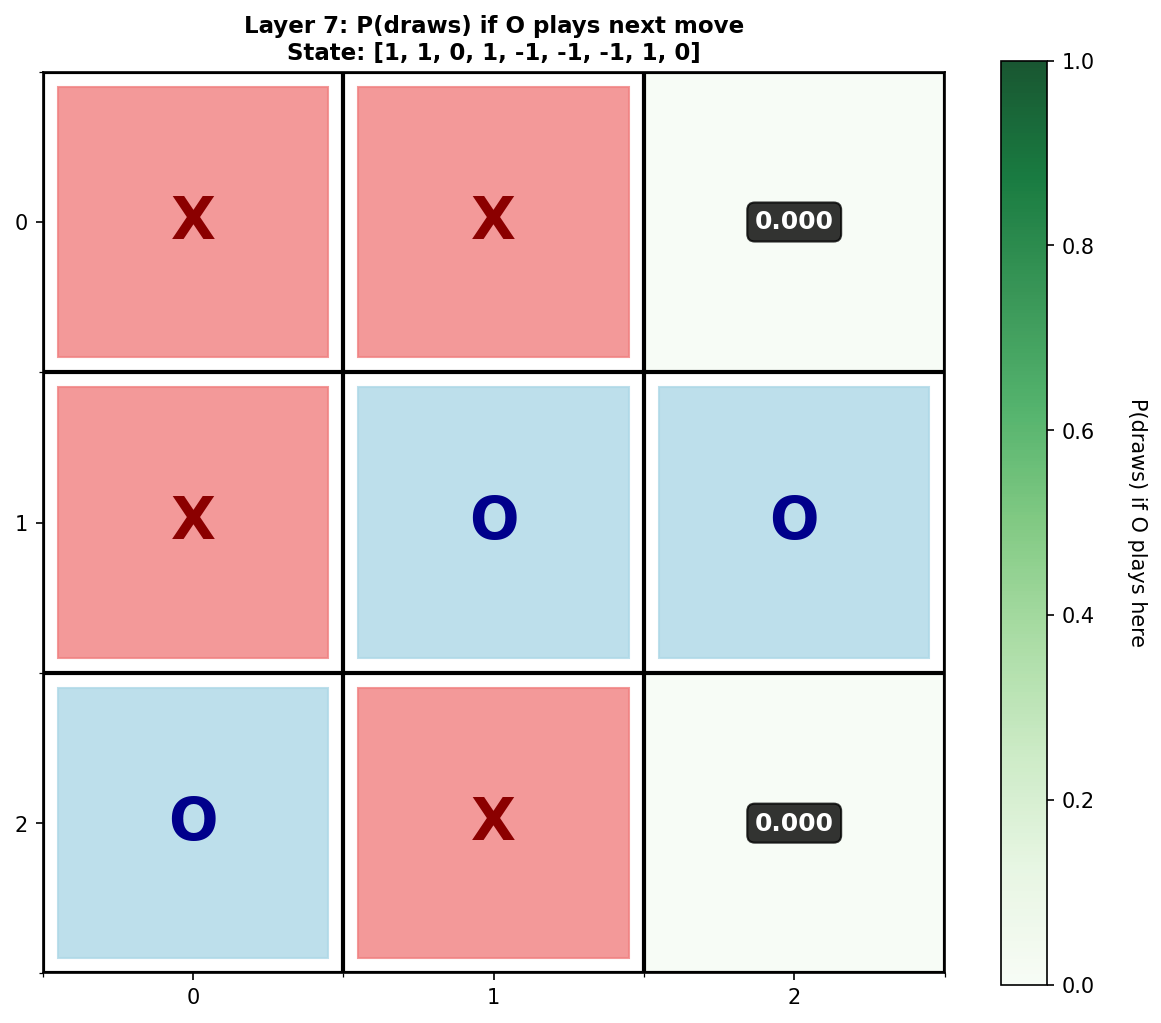 Layer 7: P(draws) if O plays next move
State: [1, 1, 0, 1, -1, -1, -1, 1, 0]
0
X
X
0.000
1
X
O
O
2
O
X
0.000
0
1
2
1.0
0.8
0.6
0.4
0.2
0.0
P(draws) if O plays here